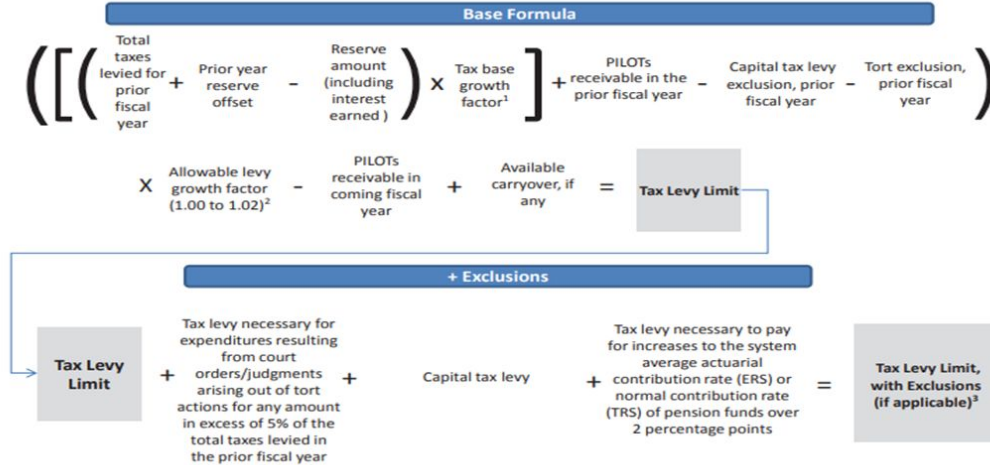 Base Formula
Total
taxes
levied for
prior
fiscal
year
+
Prior year
reserve
offset
-
Reserve
amount
(including
interest
earned )
X
Tax base
growth
factor¹
+
PILOTs
receivable in the
prior fiscal year
-
Capital tax levy
exclusion, prior
fiscal year
-
Tort exclusion,
prior fiscal
year
X
Allowable levy
growth factor
(1.00 to 1.02)²
-
PILOTs
receivable in
coming fiscal
year
+
Available
carryover, if
any
=
Tax Levy Limit
+ Exclusions
Tax Levy
Limit
+
Tax levy necessary for
expenditures resulting
from court
orders/judgments
arising out of tort
actions for any amount
in excess of 5% of the
total taxes levied in
the prior fiscal year
+
Capital tax levy
+
Tax levy necessary to pay
for increases to the system
average actuarial
contribution rate (ERS) or
normal contribution rate
(TRS) of pension funds over
2 percentage points
=
Tax Levy Limit,
with Exclusions
(if applicable)³